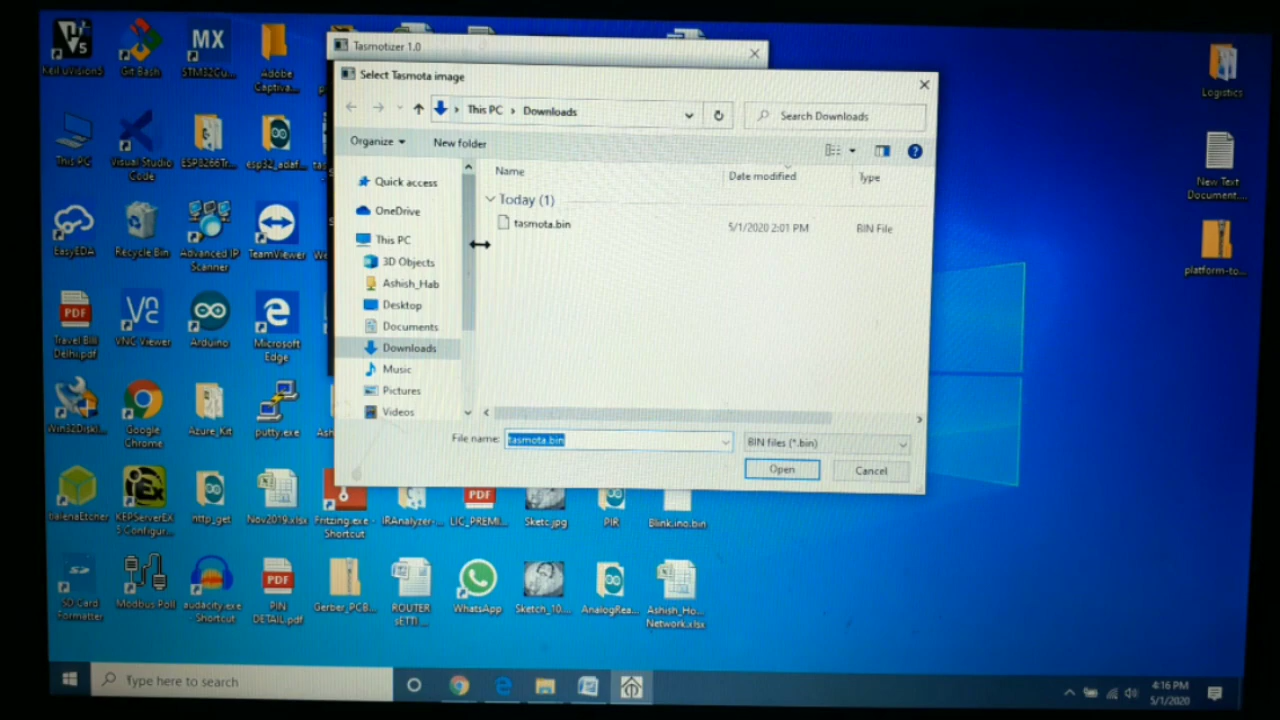 Tasmotizer 1.0
Select Tasmota image
This PC
Downloads
Search Downloads
Organize
New folder
Name
Date modified
Type
Quick access
OneDrive
This PC
3D Objects
Ashish_Hab
Desktop
Documents
Downloads
Music
Pictures
Videos
Today (1)
tasmota.bin
5/1/2020 2:01 PM
BIN File
File name:
tasmota.bin
BIN files (*.bin)
Open
Cancel
Keil uVision5
Git Bash
MX
STM32Cu...
Adobe
Captiva...
This PC
Visual Studio
Code
ESP8266Tr...
esp32_adaf...
EasyEDA
Recycle Bin
Advanced IP
Scanner
TeamViewer
PDF
Travel Bill
Delhi.pdf
VNC Viewer
Arduino
Microsoft
Edge
Win32Diskl...
Google
Chrome
Azure_Kit
putty.exe
balenaEtcher
KEPServerEX
Configur...
http_get
Nov2019.xlsx
Fritzing.exe -
Shortcut
IRAnalyzer-...
PDF
LIC_PREMI...
Sketc.jpg
PIR
Blink.ino.bin
SD Card
Formatter
Modbus Poll
audacity.exe
- Shortcut
PDF
PIN
DETAIL.pdf
Gerber_PCB...
ROUTER
sETTI...
WhatsApp
Sketch_10....
AnalogRea...
Ashish_Ho...
Network.xlsx
Logistics
New Text
Document....
platform-to...
Type here to search
4:16 PM
5/1/2020